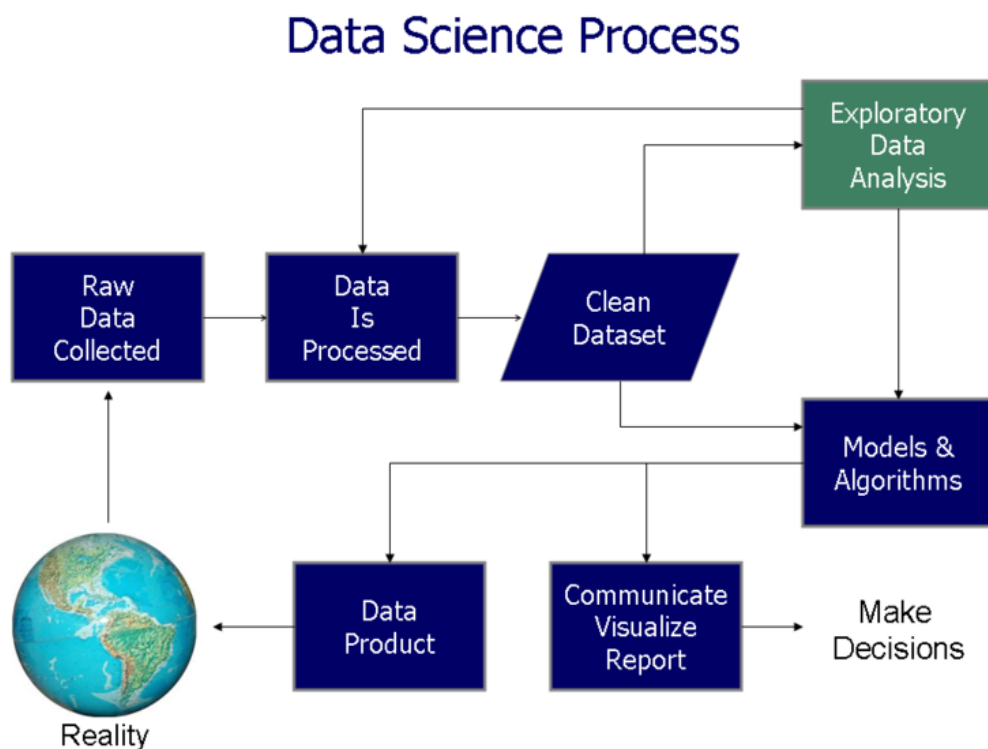 Data Science Process
Exploratory
Data
Analysis
Raw
Data
Collected
Data
Is
Processed
Clean
Dataset
Models &
Algorithms
Data
Product
Communicate
Visualize
Report
Make
Decisions
Reality